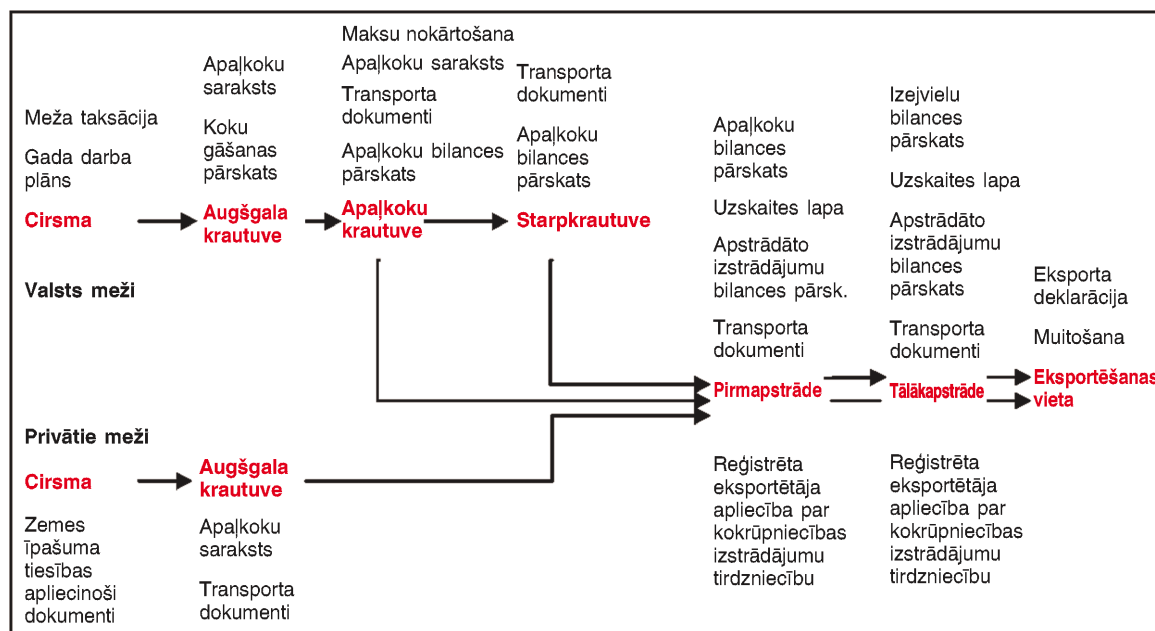 Meža taksācija
Gada darba
plāns
Cirsma
Apaļkoku
saraksts
Koku
gāšanas
pārskats
Augšgala
krautuve
Maksu nokārtošana
Apaļkoku saraksts
Transporta
dokumenti
Apaļkoku bilances
pārskats
Apaļkoku
krautuve
Transporta
dokumenti
Apaļkoku
bilances
pārskats
Starpkrautuve
Valsts meži
Apaļkoku
bilances
pārskats
Uzskaites lapa
Apstrādāto
izstrādājumu
bilances pārsk.
Transporta
dokumenti
Pirmapstrāde
Izejvielu
bilances
pārskats
Uzskaites lapa
Apstrādāto
izstrādājumu
bilances
pārskats
Transporta
dokumenti
Tālākapstrāde
Eksporta
deklarācija
Muitošana
Eksportēšanas
vieta
Privātie meži
Cirsma
Zemes
īpašuma
tiesības
apliecinoši
dokumenti
Augšgala
krautuve
Apaļkoku
saraksts
Transporta
dokumenti
Reģistrēta
eksportētāja
apliecība par
kokrūpniecības
izstrādājumu
tirdzniecību
Reģistrēta
eksportētāja
apliecība par
kokrūpniecības
izstrādājumu
tirdzniecību